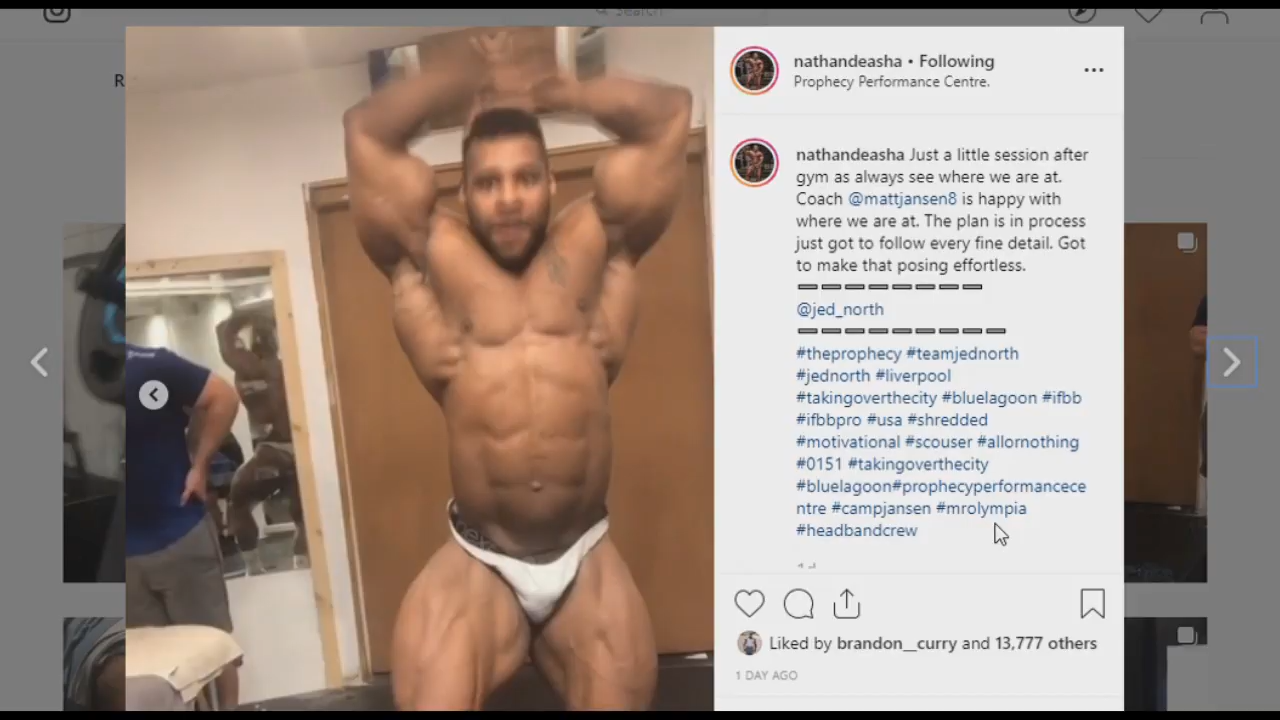 Search
R
nathandeasha • Following
Prophecy Performance Centre.
nathandeasha Just a little session after
gym as always see where we are at.
Coach @mattjansen8 is happy with
where we are at. The plan is in process
just got to follow every fine detail. Got
to make that posing effortless.
@jed_north
#theprophecy #teamjednorth
#jednorth #liverpool
#takingoverthecity #bluelagoon #ifbb
#ifbbpro #usa #shredded
#motivational #scouser #allornothing
#0151 #takingoverthecity
#bluelagoon#prophecyperformancece
ntre #campjansen #mrolympia
#headbandcrew
1 d
Liked by brandon__curry and 13,777 others
1 DAY AGO